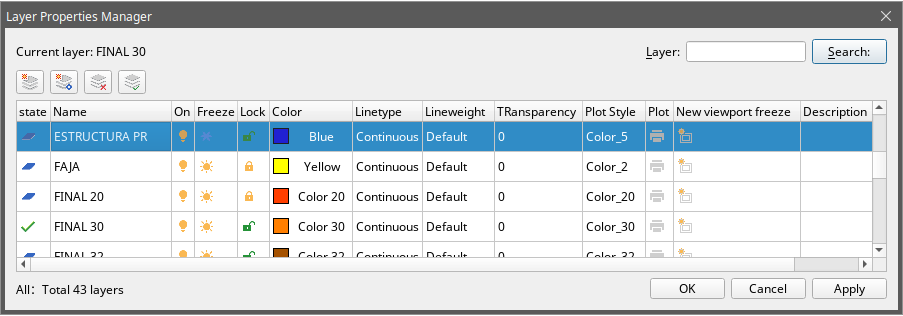 Layer Properties Manager
Current layer: FINAL 30 Layer: Search:
state Name On Freeze Lock Color Linetype Lineweight TRansparency Plot Style Plot New viewport freeze Description
ESTRUCTURA PR Blue Continuous Default 0 Color_5
FAJA Yellow Continuous Default 0 Color_2
FINAL 20 Color 20 Continuous Default 0 Color_20
FINAL 30 Color 30 Continuous Default 0 Color_30
FINAL 32 Color 32 Continuous Default 0 Color_32
All: Total 43 layers OK Cancel Apply